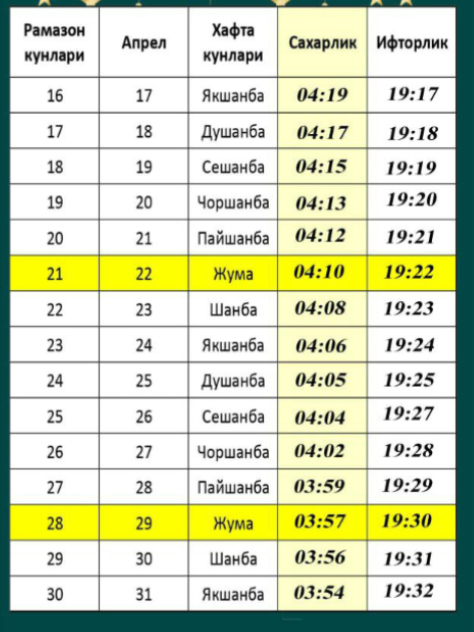 Рамазон кунлари Апрел Хафта кунлари Сахарлик Ифторлик
16 17 Якшанба 04:19 19:17
17 18 Душанба 04:17 19:18
18 19 Сешанба 04:15 19:19
19 20 Чоршанба 04:13 19:20
20 21 Пайшанба 04:12 19:21
21 22 Жума 04:10 19:22
22 23 Шанба 04:08 19:23
23 24 Якшанба 04:06 19:24
24 25 Душанба 04:05 19:25
25 26 Сешанба 04:04 19:27
26 27 Чоршанба 04:02 19:28
27 28 Пайшанба 03:59 19:29
28 29 Жума 03:57 19:30
29 30 Шанба 03:56 19:31
30 31 Якшанба 03:54 19:32